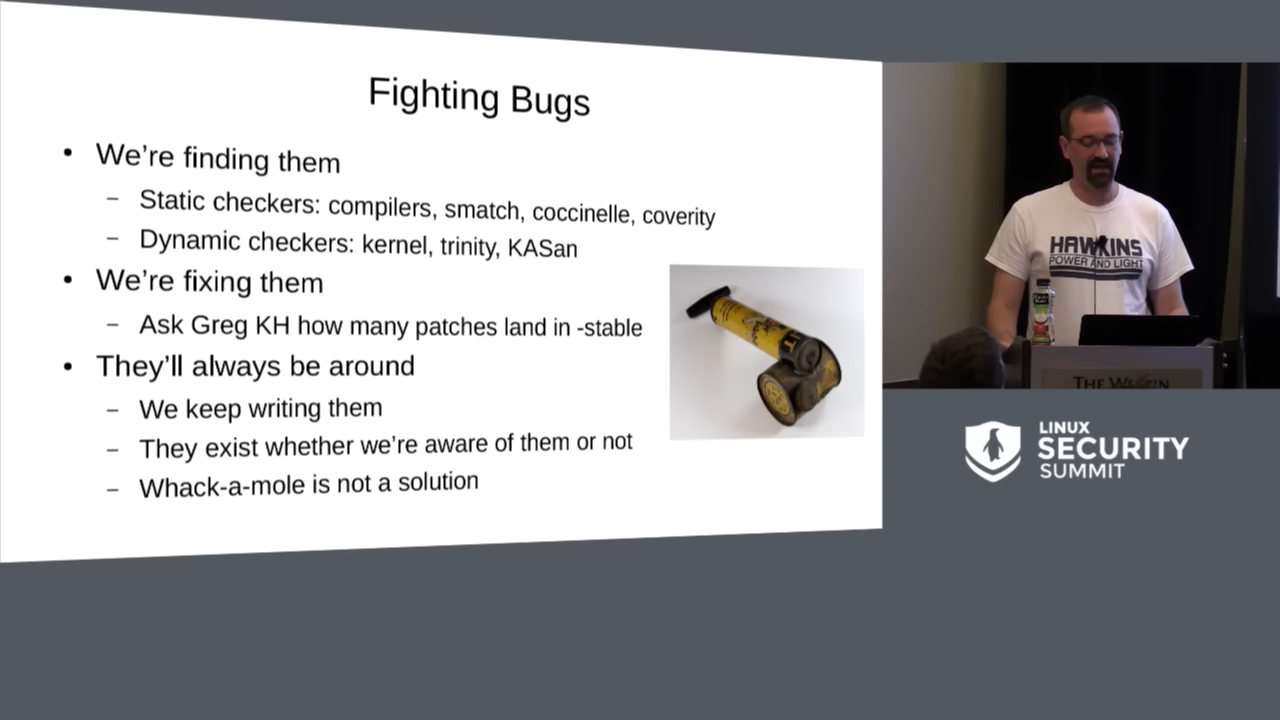 Fighting Bugs
• We're finding them
– Static checkers: compilers, smatch, coccinelle, coverity
– Dynamic checkers: kernel, trinity, KASan
• We're fixing them
– Ask Greg KH how many patches land in -stable
• They'll always be around
– We keep writing them
– They exist whether we're aware of them or not
– Whack-a-mole is not a solution
HAWKINS
POWER AND LIGHT
THE WESTIN
LINUX
SECURITY
SUMMIT